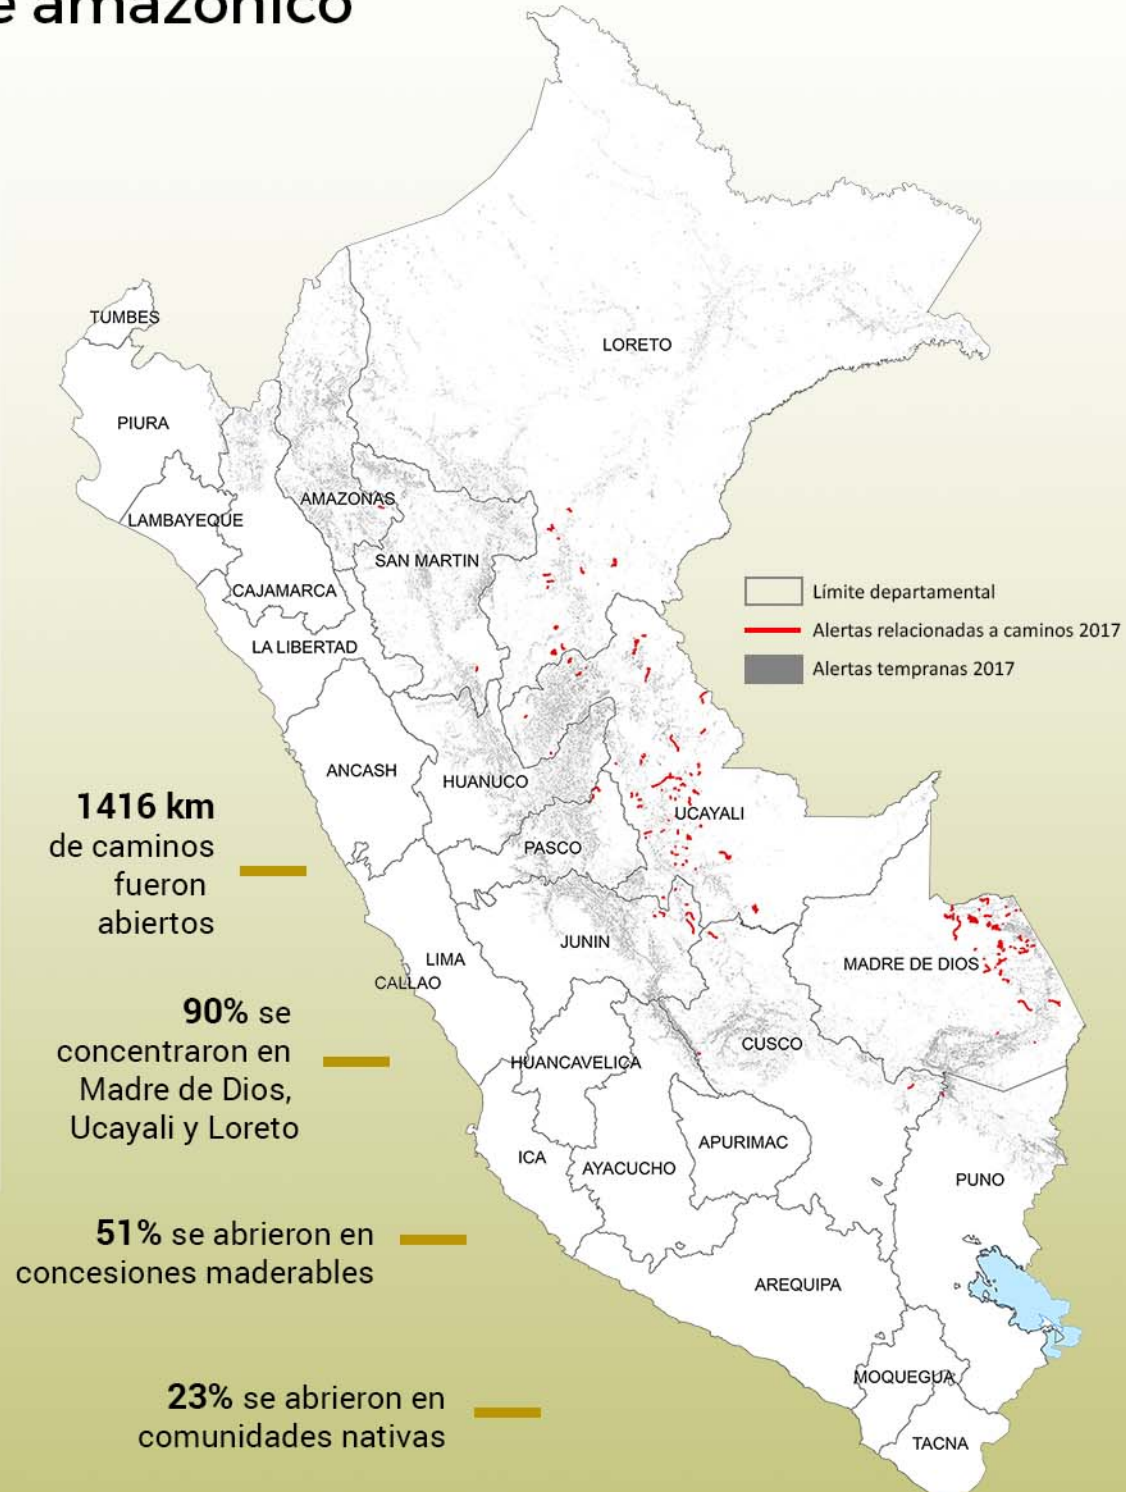 e amazónico
TUMBES
LORETO
PIURA
AMAZONAS
LAMBAYEQUE
SAN MARTIN
CAJAMARCA
Límite departamental
Alertas relacionadas a caminos 2017
LA LIBERTAD
Alertas tempranas 2017
ANCASH
HUANUCO
UCAYALI
1416 km
de caminos
fueron
abiertos
PASCO
JUNIN
LIMA
MADRE DE DIOS
CALLAO
90% se
concentraron en
Madre de Dios,
Ucayali y Loreto
CUSCO
HUANCAVELICA
APURIMAC
ICA
AYACUCHO
PUNO
51% se abrieron en
concesiones maderables
AREQUIPA
MOQUEGUA
23% se abrieron en
comunidades nativas
TACNA